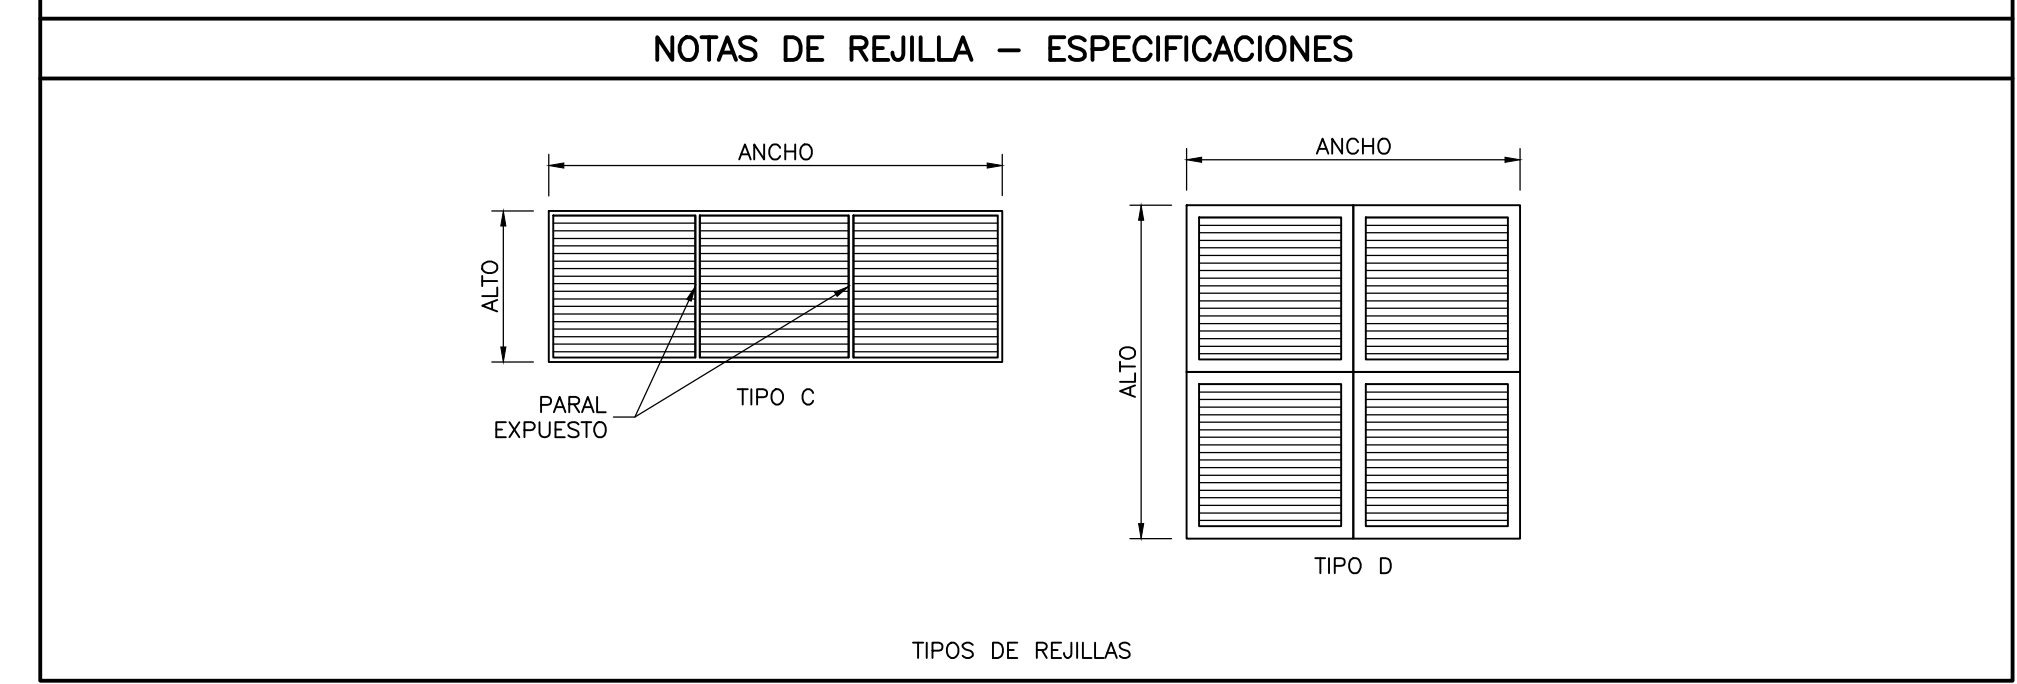 NOTAS DE REJILLA – ESPECIFICACIONES
ANCHO
ALTO
PARAL
EXPUESTO
TIPO C
ANCHO
ALTO
TIPO D
TIPOS DE REJILLAS